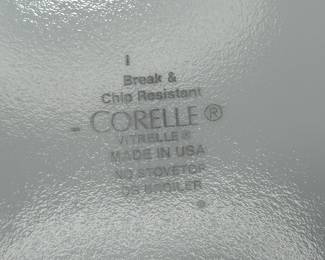 Break &
Chip Resistant
CORELLE®
VITRELLE®
MADE IN USA
NO STOVETOP
OR BROILER